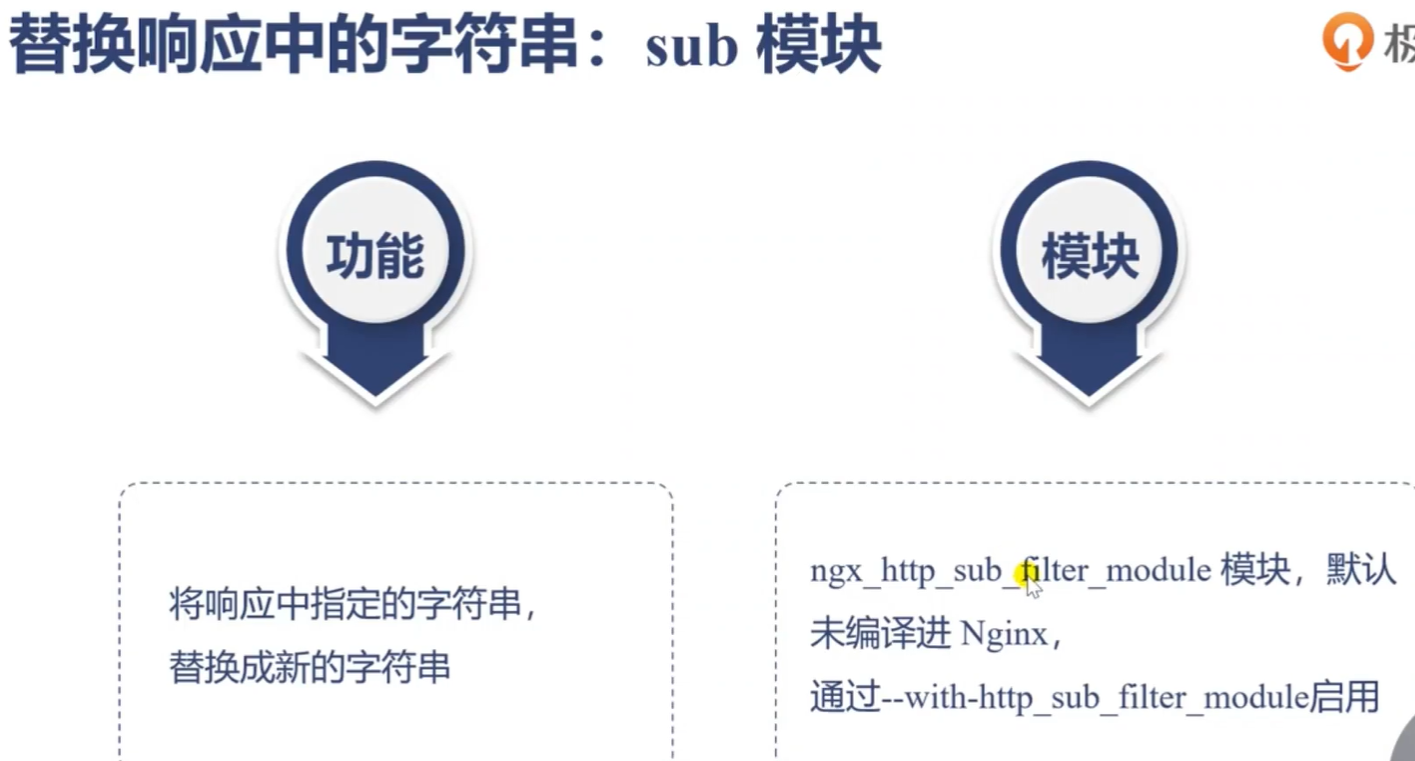 替换响应中的字符串：sub 模块
极
功能
模块
将响应中指定的字符串，
替换成新的字符串
ngx_http_sub_filter_module 模块，默认
未编译进 Nginx，
通过--with-http_sub_filter_module启用